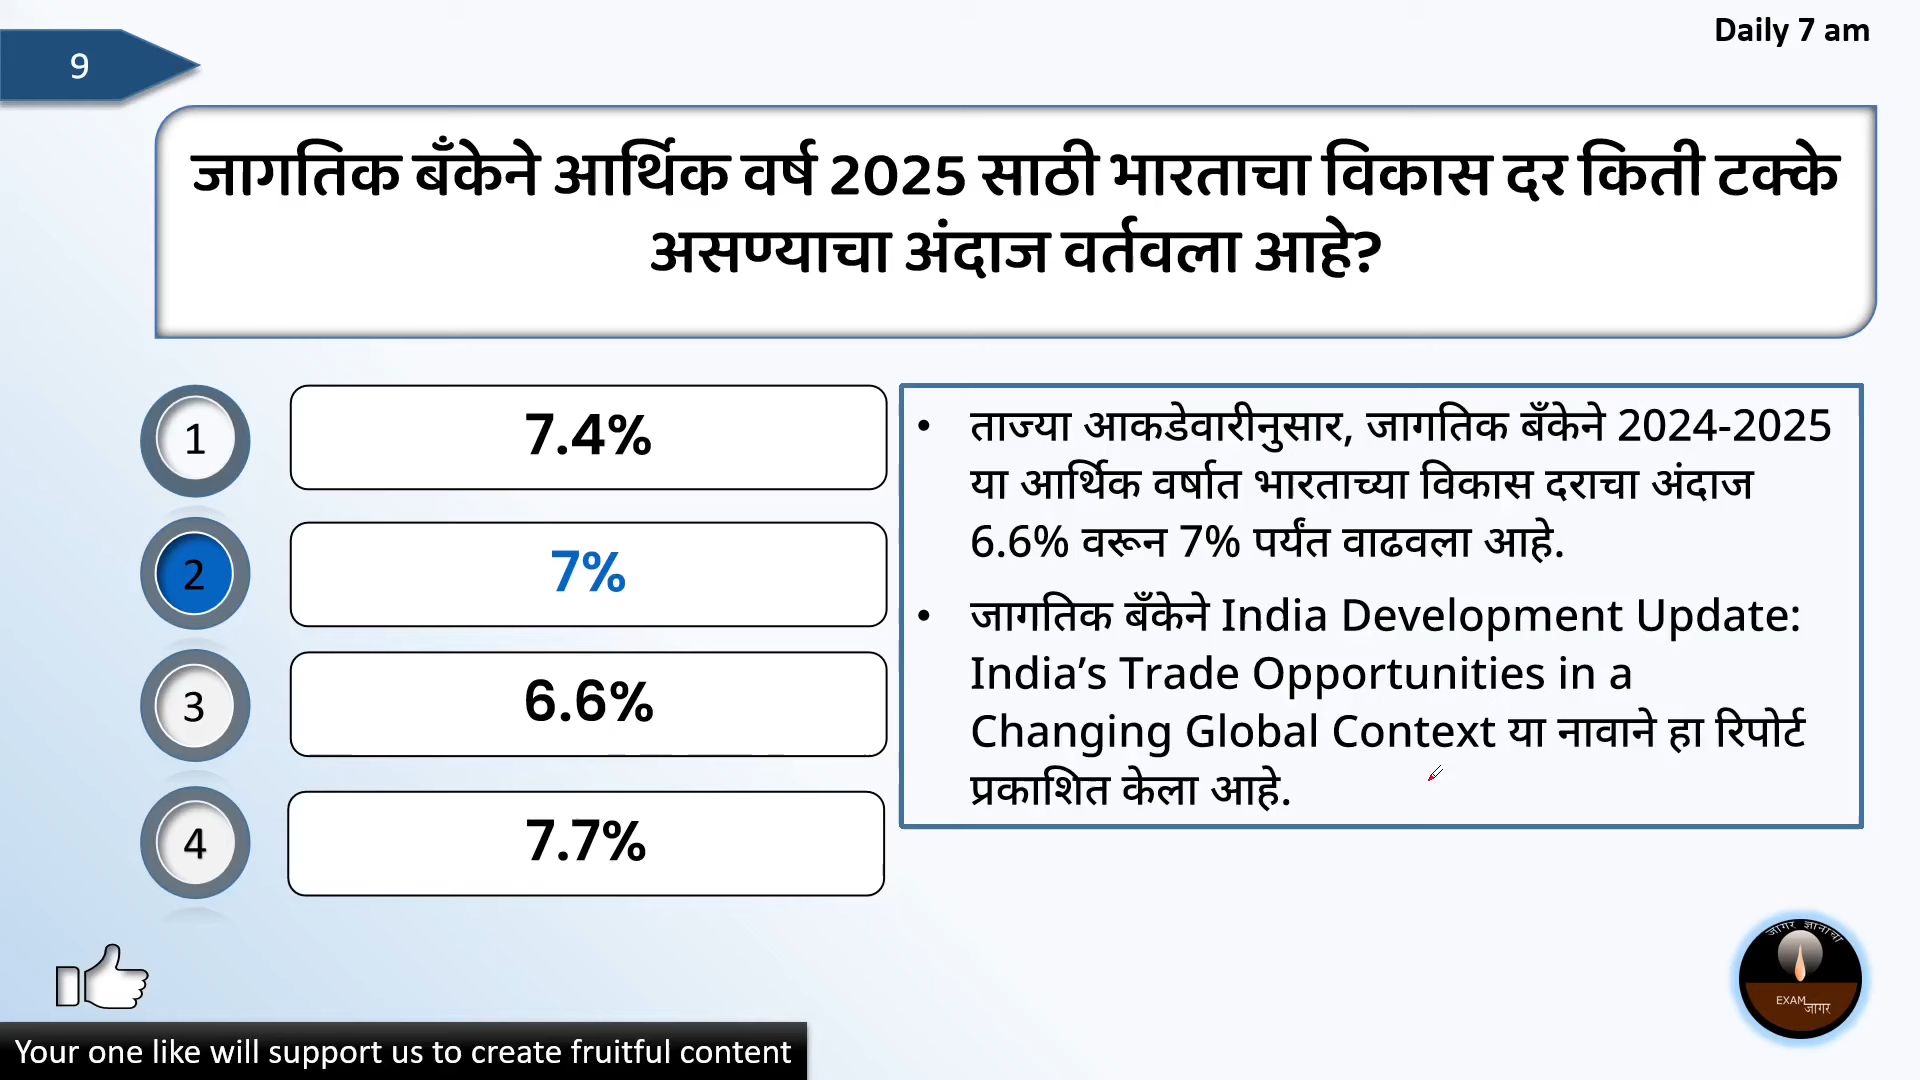 Daily 7 am
9
जागतिक बँकेने आर्थिक वर्ष 2025 साठी भारताचा विकास दर किती टक्के
असण्याचा अंदाज वर्तवला आहे?
1
7.4%
2
7%
3
6.6%
4
7.7%
• ताज्या आकडेवारीनुसार, जागतिक बँकेने 2024-2025
या आर्थिक वर्षात भारताच्या विकास दराचा अंदाज
6.6% वरून 7% पर्यंत वाढवला आहे.
• जागतिक बँकेने India Development Update:
India’s Trade Opportunities in a
Changing Global Context या नावाने हा रिपोर्ट
प्रकाशित केला आहे.
जागर ज्ञानाचा
EXAM
जागर
Your one like will support us to create fruitful content